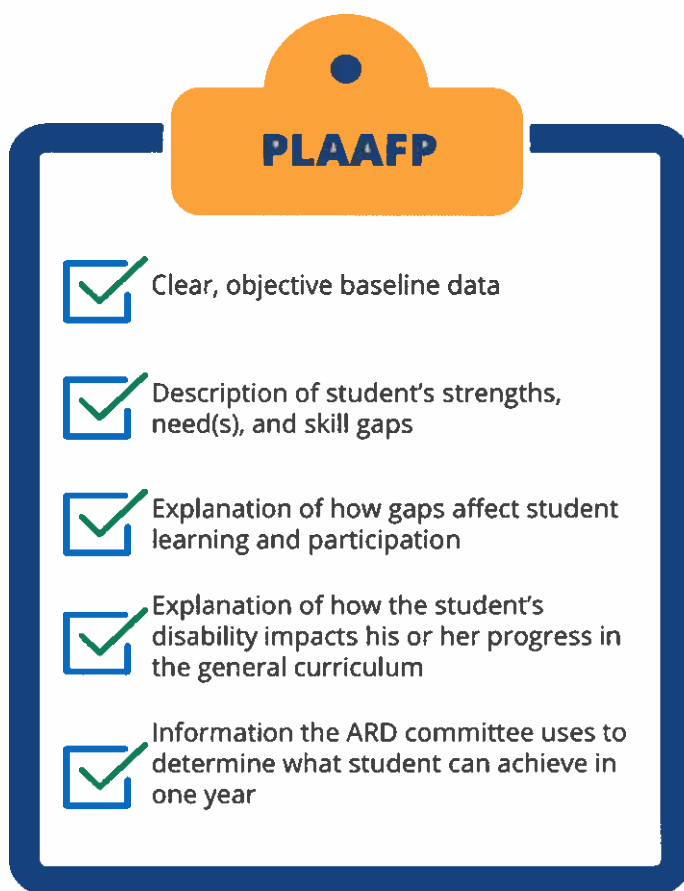 PLAAFP
Clear, objective baseline data
Description of student's strengths,
need(s), and skill gaps
Explanation of how gaps affect student
learning and participation
Explanation of how the student's
disability impacts his or her progress in
the general curriculum
Information the ARD committee uses to
determine what student can achieve in
one year